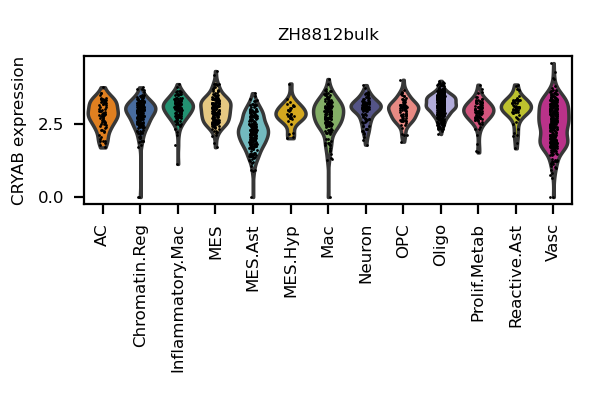 ZH8812bulk
CRYAB expression
2.5
0.0
AC
Chromatin.Reg
Inflammatory.Mac
MES
MES.Ast
MES.Hyp
Mac
Neuron
OPC
Oligo
Prolif.Metab
Reactive.Ast
Vasc